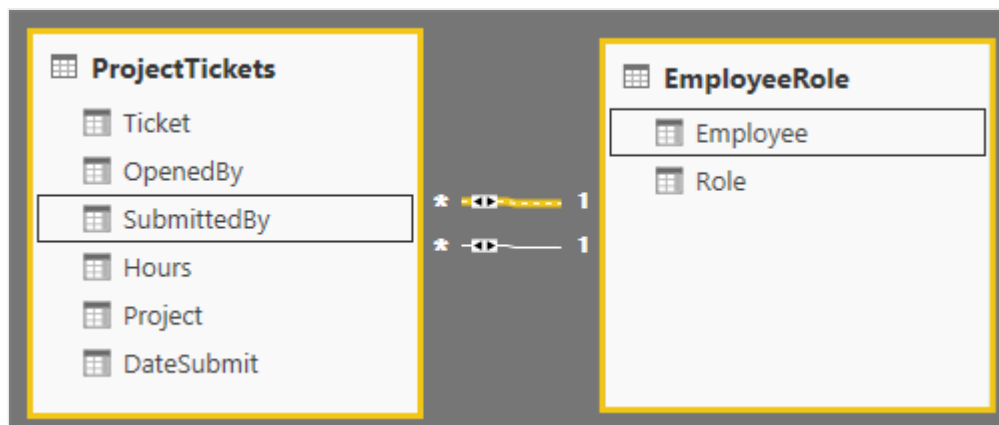 ProjectTickets
Ticket
OpenedBy
SubmittedBy
Hours
Project
DateSubmit
* 1
* 1
EmployeeRole
Employee
Role